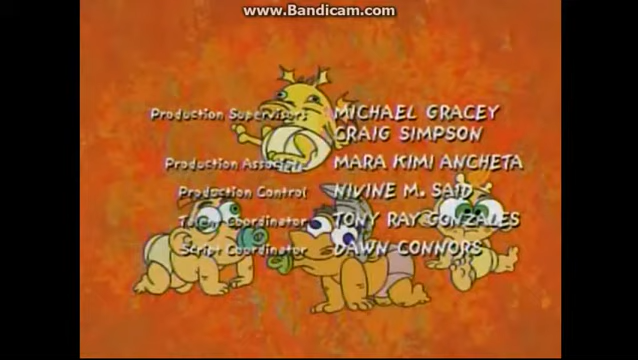 www.Bandicam.com
Production Supervisors MICHAEL GRACEY
CRAIG SIMPSON
Production Associate MARA KIMI ANCHETA
Production Control NIVINE M. SAID
Talent Coordinator TONY RAY GONZALES
Script Coordinator DAWN CONNORS